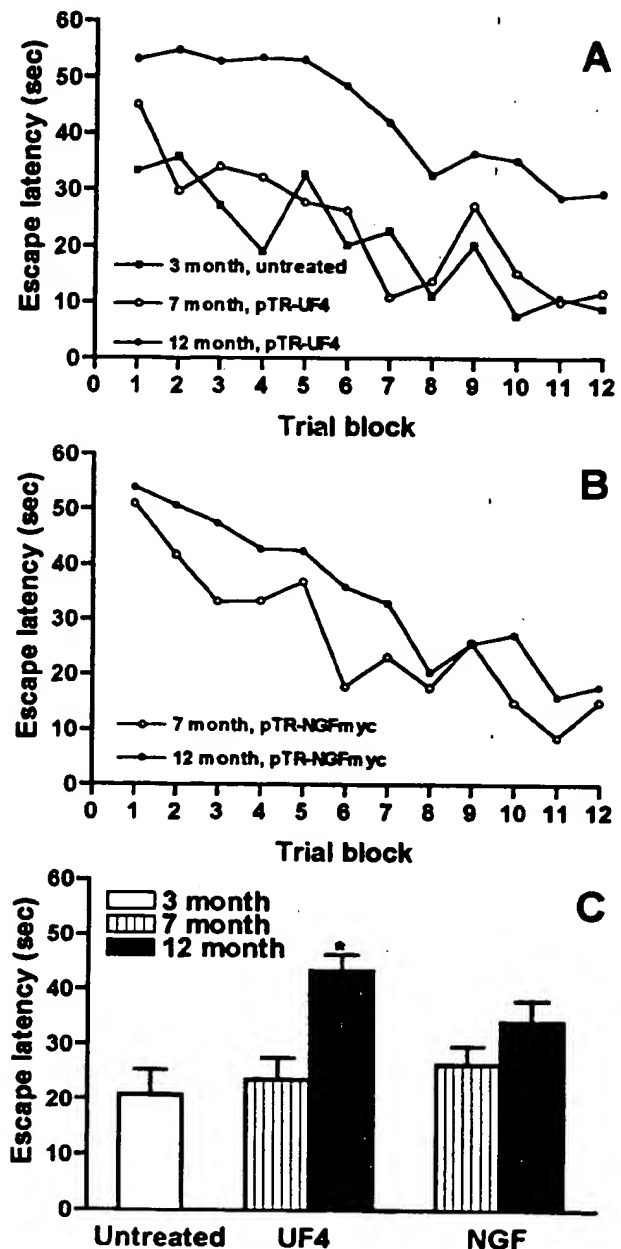 A
60
50
40
30
20
10
0
Escape latency (sec)
3 month, untreated
7 month, pTR-UF4
12 month, pTR-UF4
0 1 2 3 4 5 6 7 8 9 10 11 12
Trial block
B
60
50
40
30
20
10
0
Escape latency (sec)
7 month, pTR-NGFmyc
12 month, pTR-NGFmyc
0 1 2 3 4 5 6 7 8 9 10 11 12
Trial block
C
60
50
40
30
20
10
0
Escape latency (sec)
3 month
7 month
12 month
*
Untreated UF4 NGF